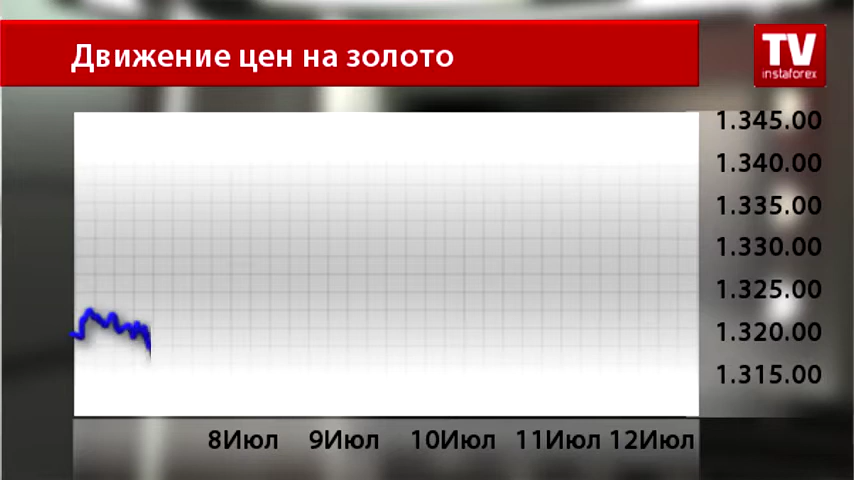 Движение цен на золото
TV
instaforex
1.345.00
1.340.00
1.335.00
1.330.00
1.325.00
1.320.00
1.315.00
8Июл 9Июл 10Июл 11Июл 12Июл